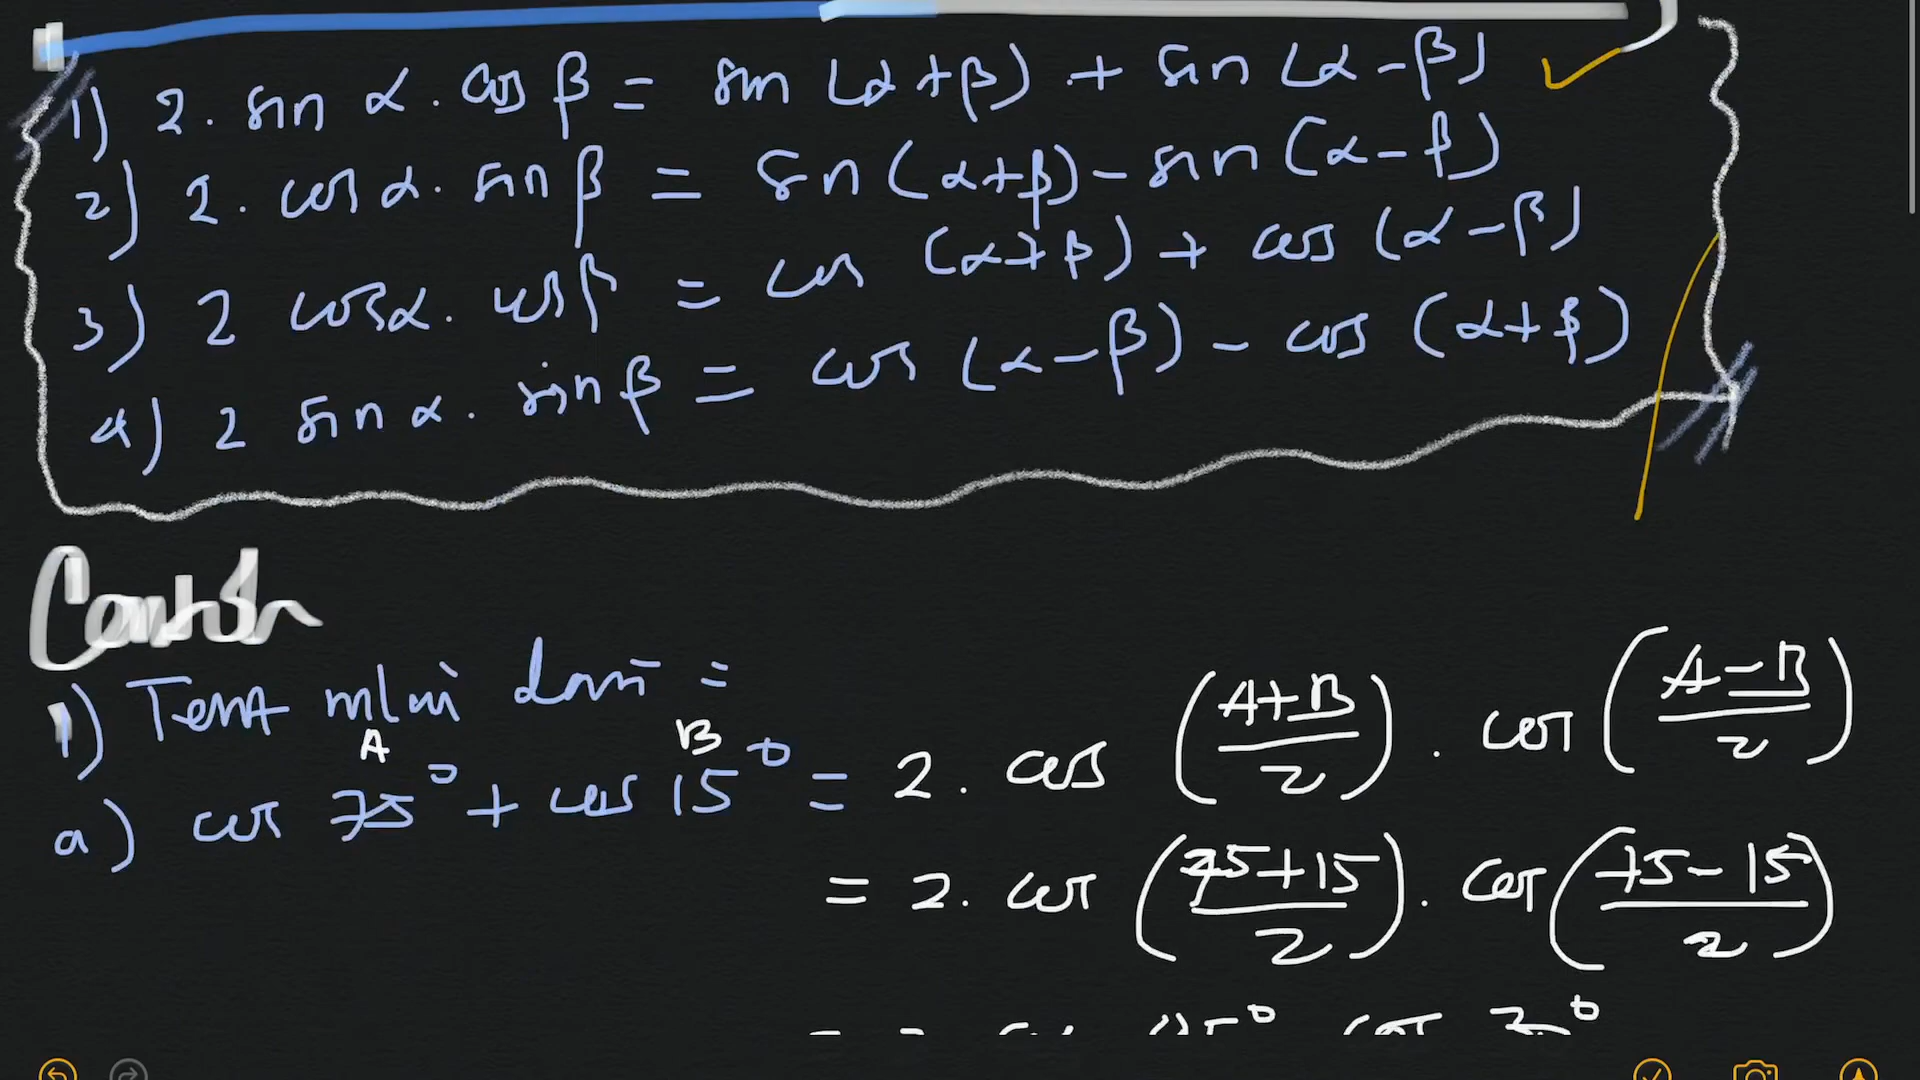 1) 2. sin α. cos β = sin (α+β) + sin (α-β)
2) 2. cos α. sin β = sin (α+β) - sin (α-β)
3) 2 cos α. cos β = cos (α+β) + cos (α-β)
4) 2 sin α. sin β = cos (α-β) - cos (α+β)
Contoh
1) Tent nilai dari =
A B
a) cos 75° + cos 15° = 2. cos ((A+B)/2). cos ((A-B)/2)
= 2. cos ((75+15)/2). cos ((75-15)/2)